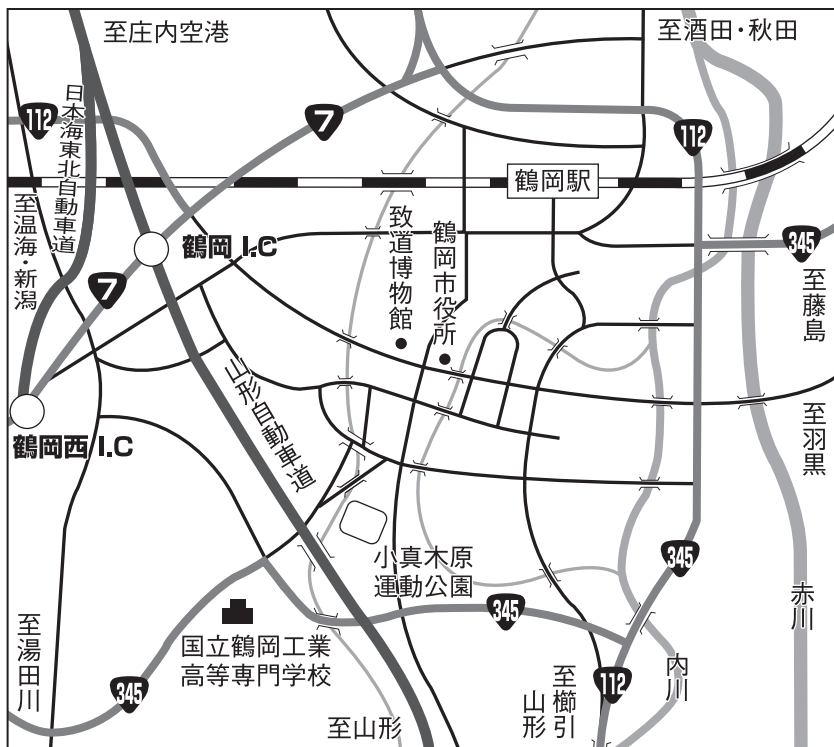 至庄内空港
至酒田・秋田
日本海東北自動車道
112
7
112
鶴岡駅
至温海・新潟
鶴岡 I.C
致道博物館
鶴岡市役所
345
至藤島
7
山形自動車道
鶴岡西 I.C
至羽黒
小真木原
運動公園
345
345
赤川
国立鶴岡工業
高等専門学校
至湯田川
345
至山形
至櫛引
山形
112
内川